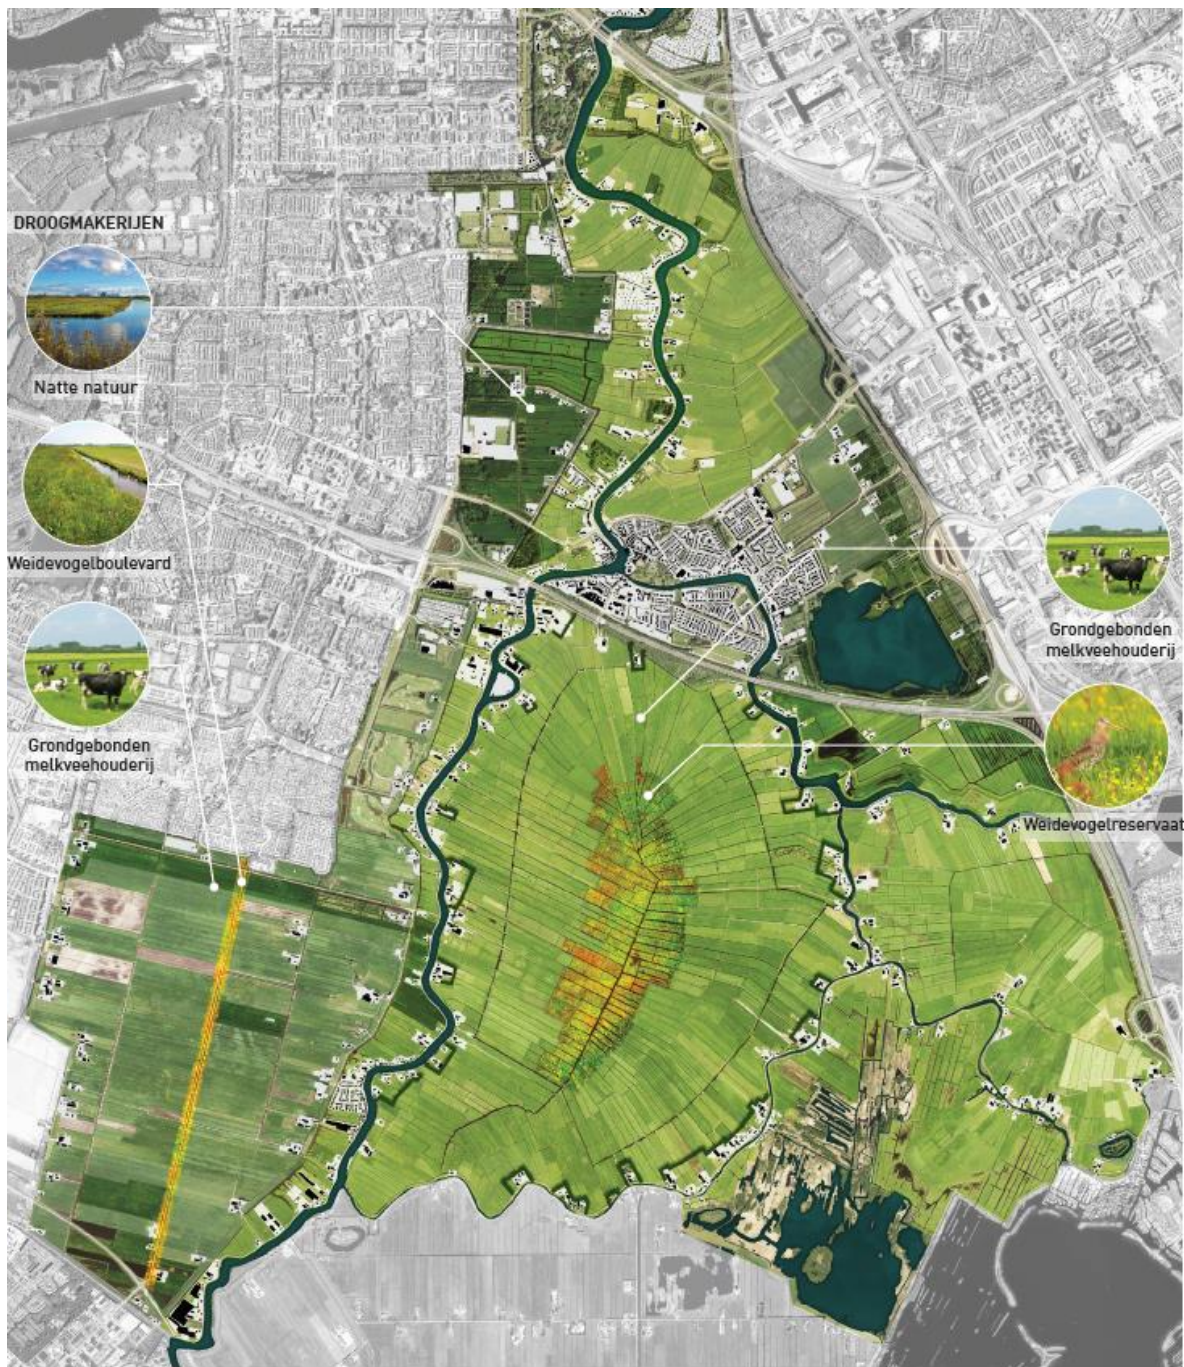 DROOGMAKERIJEN
Natte natuur
Weidevogelboulevard
Grondgebonden
melkveehouderij
Grondgebonden
melkveehouderij
Weidevogelreservaat